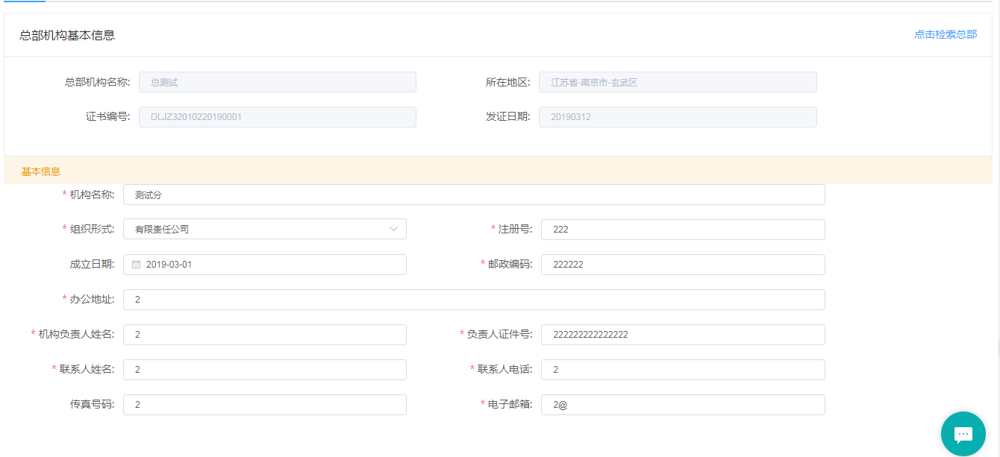 总部机构基本信息 点击检索总部
总部机构名称: 总测试 所在地区: 江苏省-南京市-玄武区
证书编号: DLJZ32010220190001 发证日期: 20190312
基本信息
* 机构名称: 测试分
* 组织形式: 有限责任公司 * 注册号: 222
成立日期: 2019-03-01 * 邮政编码: 222222
* 办公地址: 2
* 机构负责人姓名: 2 * 负责人证件号: 222222222222222
* 联系人姓名: 2 * 联系人电话: 2
传真号码: 2 * 电子邮箱: 2@